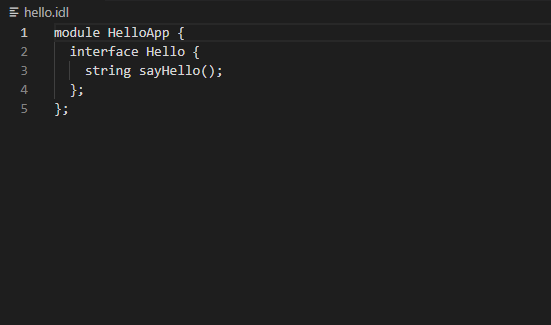 hello.idl
1 module HelloApp {
2   interface Hello {
3     string sayHello();
4   };
5 };